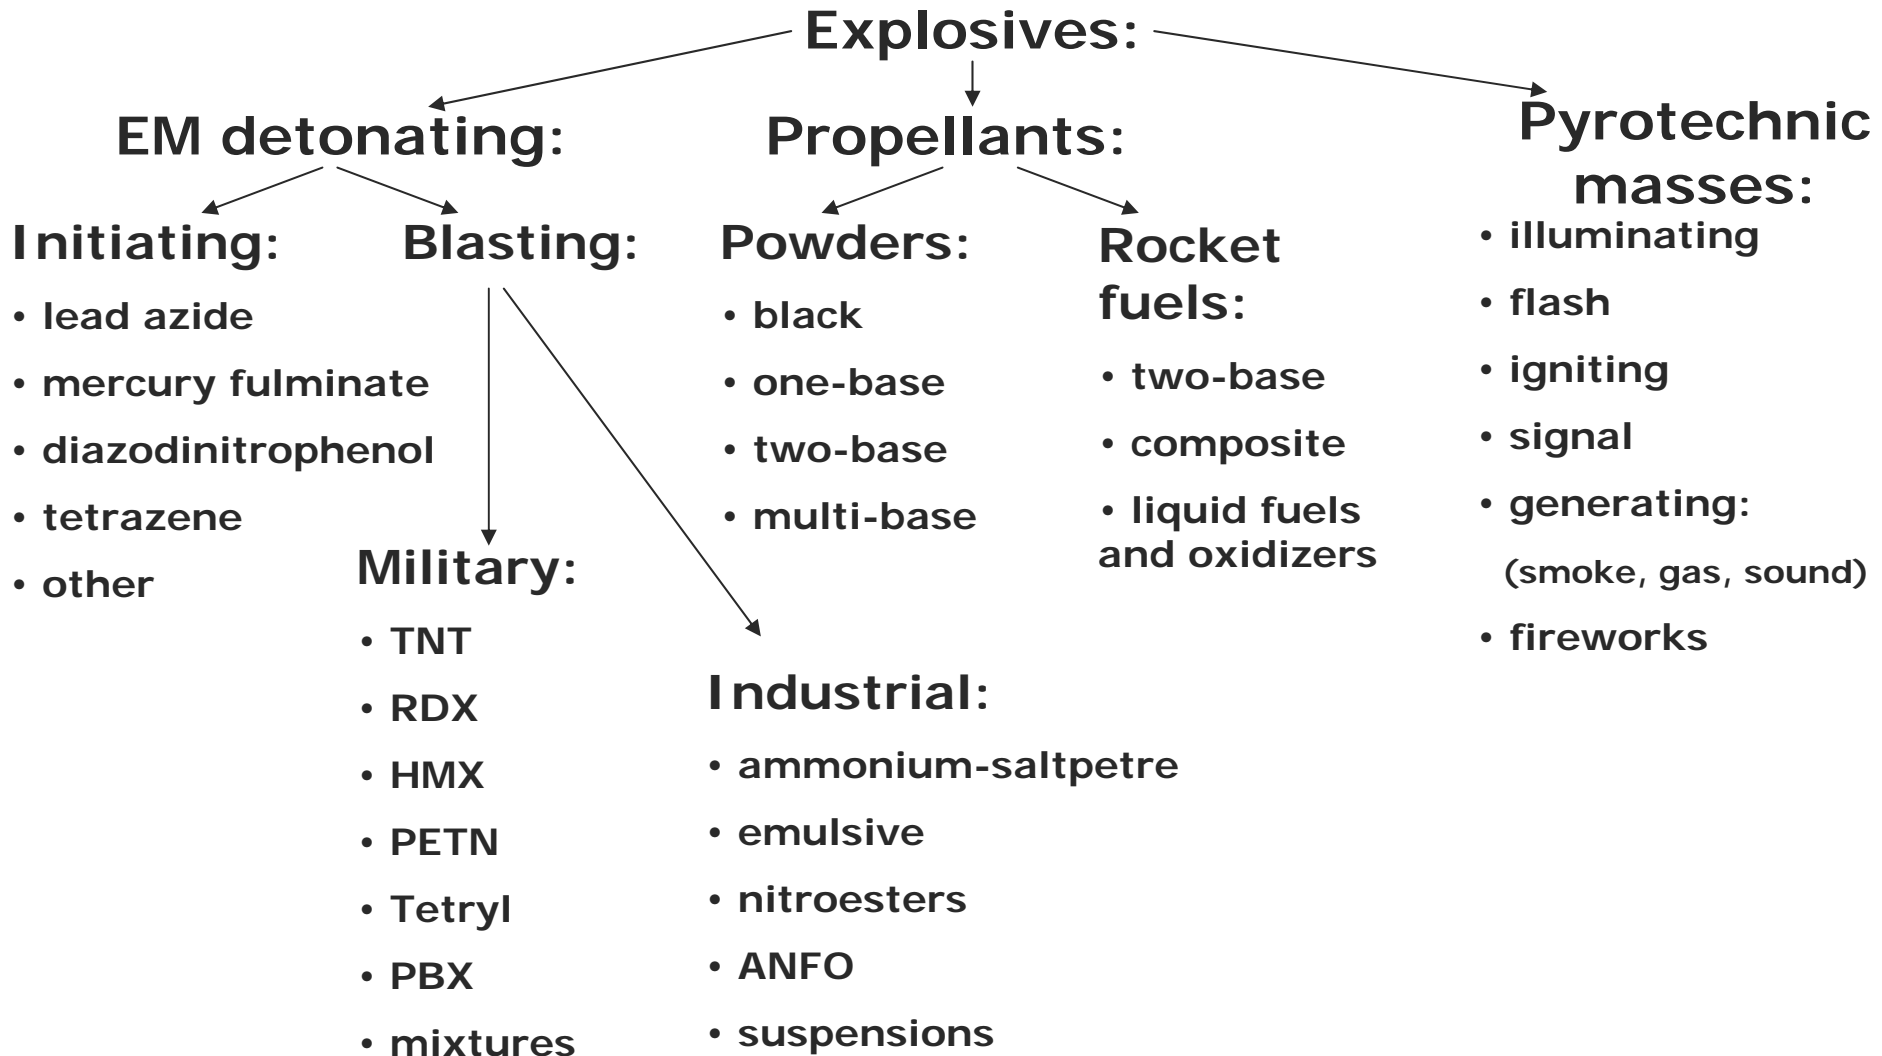 Explosives:
EM detonating:
Propellants:
Pyrotechnic
masses:
Initiating:
• lead azide
• mercury fulminate
• diazodinitrophenol
• tetrazene
• other
Blasting:
Military:
• TNT
• RDX
• HMX
• PETN
• Tetryl
• PBX
• mixtures
Industrial:
• ammonium-saltpetre
• emulsive
• nitroesters
• ANFO
• suspensions
Powders:
• black
• one-base
• two-base
• multi-base
Rocket
fuels:
• two-base
• composite
• liquid fuels
and oxidizers
• illuminating
• flash
• igniting
• signal
• generating:
(smoke, gas, sound)
• fireworks